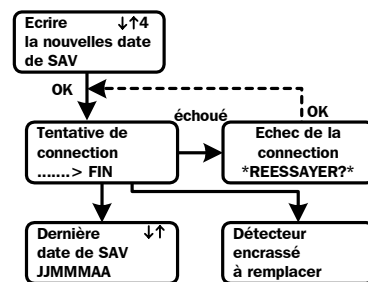 Ecrire ↓↑4
la nouvelles date
de SAV
OK
échoué
OK
Tentative de
connection
.......> FIN
Echec de la
connection
*REESSAYER?*
Dernière ↓↑
date de SAV
JJMMMAA
Détecteur
encrassé
à remplacer